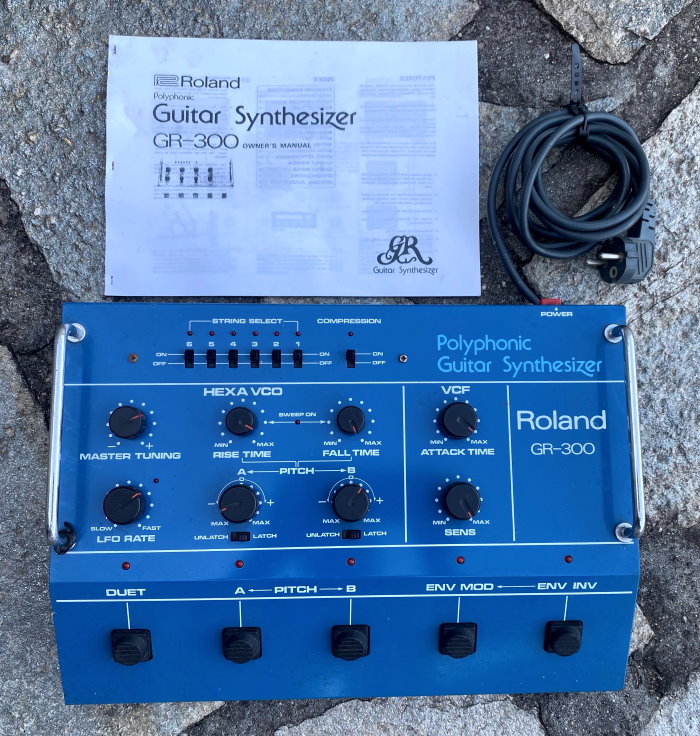 Roland
Polyphonic
Guitar Synthesizer
GR-300 OWNER'S MANUAL
GR
Guitar Synthesizer
POWER
STRING SELECT
COMPRESSION
6 5 4 3 2 1
ON
OFF
ON
OFF
ON
OFF
Polyphonic
Guitar Synthesizer
HEXA VCO
VCF
SWEEP ON
- +
MIN MAX
MIN MAX
MIN MAX
MASTER TUNING
RISE TIME
FALL TIME
ATTACK TIME
Roland
GR-300
A PITCH B
0 0
- +
- +
SLOW FAST
MAX MAX
MAX MAX
MIN MAX
LFO RATE
UNLATCH LATCH
UNLATCH LATCH
SENS
DUET
A PITCH B
ENV MOD
ENV INV